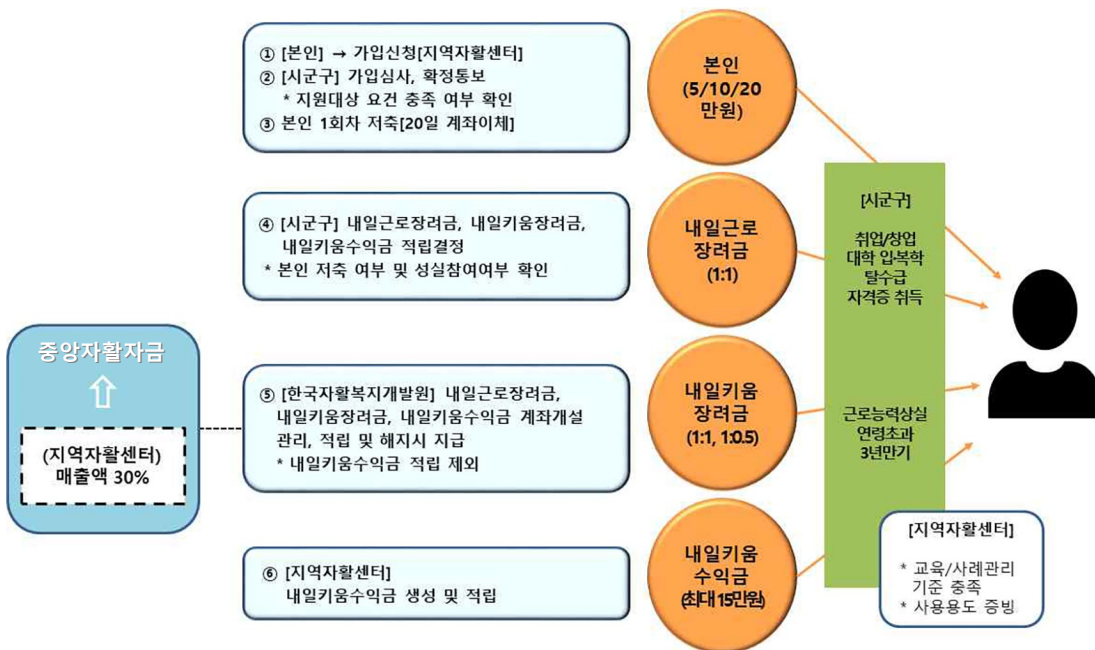 ① [본인] → 가입신청[지역자활센터]
② [시군구] 가입심사, 확정통보
* 지원대상 요건 충족 여부 확인
③ 본인 1회차 저축[20일 계좌이체]
본인
(5/10/20
만원)
④ [시군구] 내일근로장려금, 내일키움장려금,
내일키움수익금 적립결정
* 본인 저축 여부 및 성실참여여부 확인
내일근로
장려금
(1:1)
중앙자활자금
(지역자활센터)
매출액 30%
⑤ [한국자활복지개발원] 내일근로장려금,
내일키움장려금, 내일키움수익금 계좌개설
관리, 적립 및 해지시 지급
* 내일키움수익금 적립 제외
내일키움
장려금
(1:1, 1:0.5)
⑥ [지역자활센터]
내일키움수익금 생성 및 적립
내일키움
수익금
(최대 15만원)
[시군구]
취업/창업
대학 입·복학
탈수급
자격증 취득
근로능력상실
연령초과
3년만기
[지역자활센터]
* 교육/사례관리
기준 충족
* 사용용도 증빙